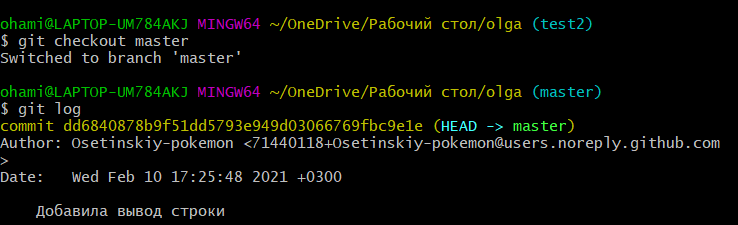 ohami@LAPTOP-UM784AKJ MINGW64 ~/OneDrive/Рабочий стол/olga (test2)
$ git checkout master
Switched to branch 'master'
ohami@LAPTOP-UM784AKJ MINGW64 ~/OneDrive/Рабочий стол/olga (master)
$ git log
commit dd6840878b9f51dd5793e949d03066769fbc9e1e (HEAD -> master)
Author: Osetinskiy-pokemon <71440118+Osetinskiy-pokemon@users.noreply.github.com
>
Date:   Wed Feb 10 17:25:48 2021 +0300
Добавила вывод строки